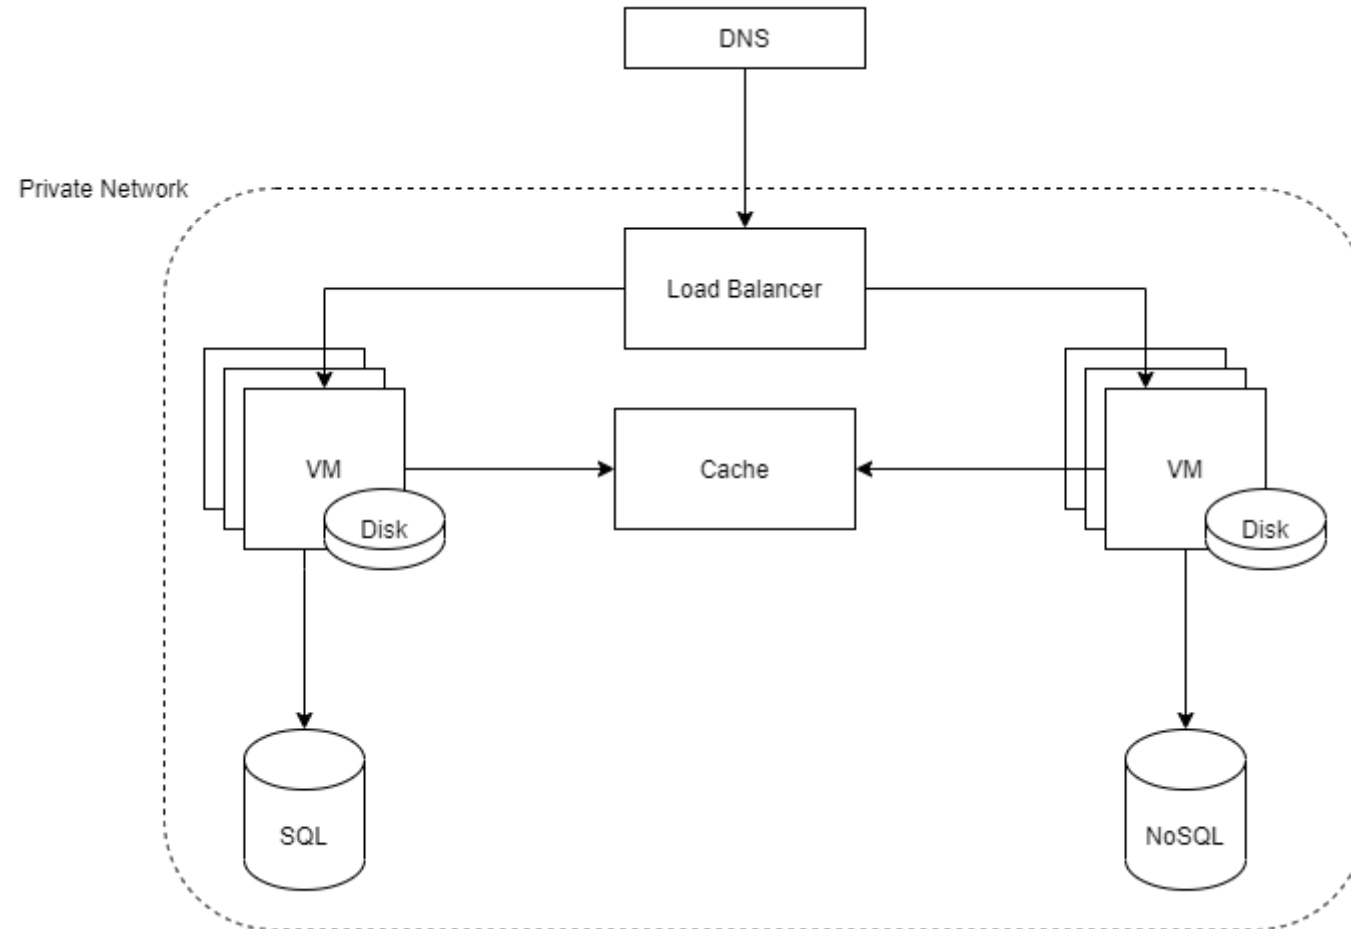 DNS
Private Network
Load Balancer
VM
Cache
VM
Disk
Disk
SQL
NoSQL